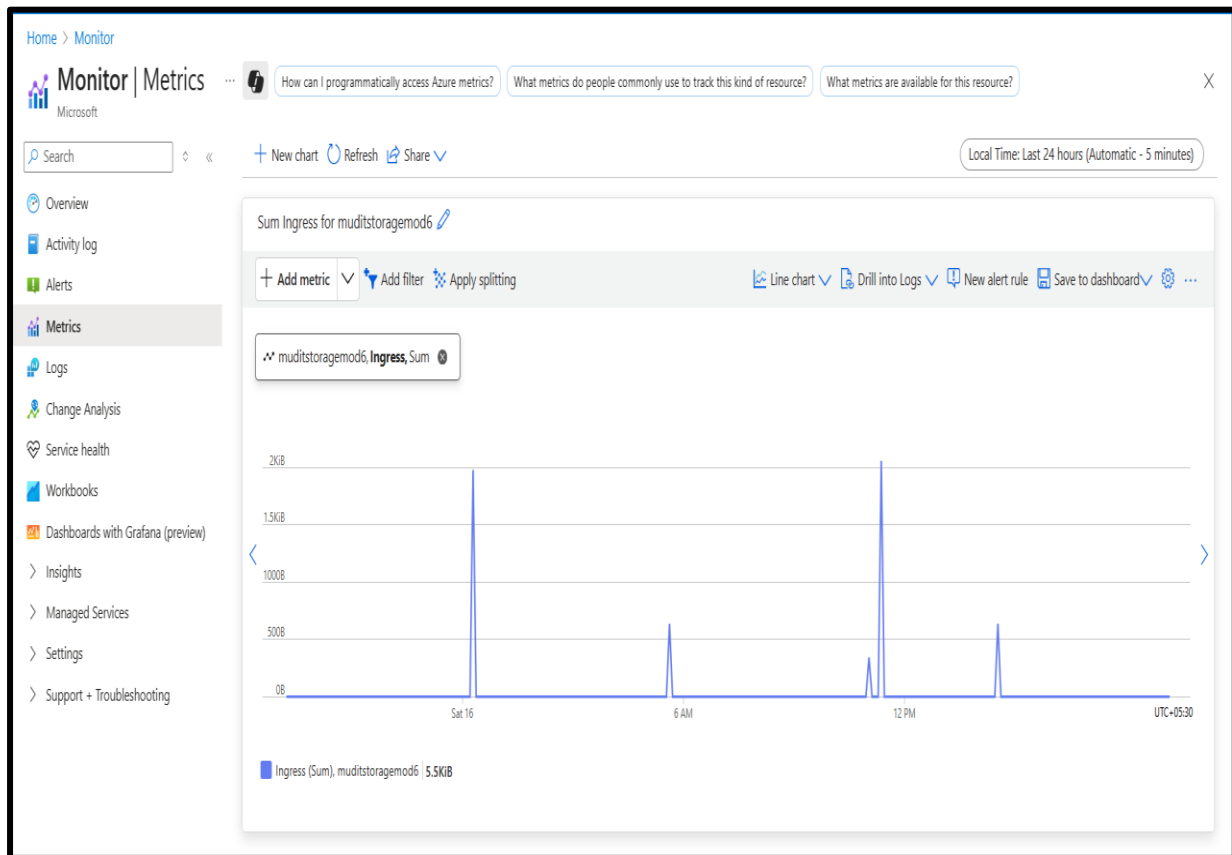 Home > Monitor
Monitor | Metrics ...
Microsoft
How can I programmatically access Azure metrics?
What metrics do people commonly use to track this kind of resource?
What metrics are available for this resource?
Search
New chart Refresh Share
Local Time: Last 24 hours (Automatic - 5 minutes)
Overview
Activity log
Alerts
Metrics
Logs
Change Analysis
Service health
Workbooks
Dashboards with Grafana (preview)
Insights
Managed Services
Settings
Support + Troubleshooting
Sum Ingress for muditstoragemod6
Add metric Add filter Apply splitting
Line chart Drill into Logs New alert rule Save to dashboard ...
muditstoragemod6, Ingress, Sum
2KiB
1.5KiB
1000B
500B
0B
Sat 16 6 AM 12 PM UTC+05:30
Ingress (Sum), muditstoragemod6 | 5.5KiB